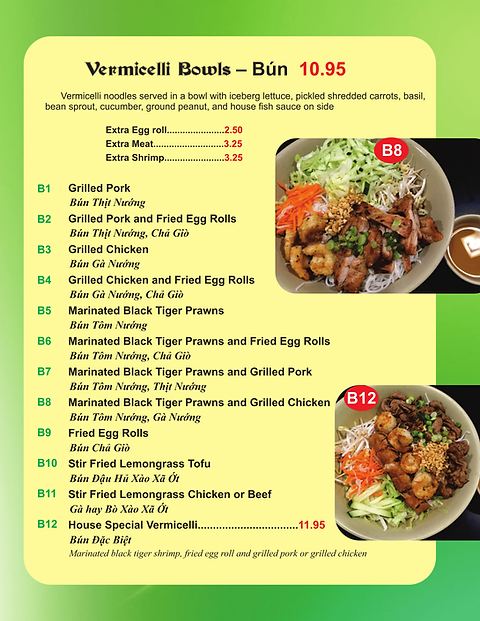 Vermicelli Bowls – Bún 10.95
Vermicelli noodles served in a bowl with iceberg lettuce, pickled shredded carrots, basil,
bean sprout, cucumber, ground peanut, and house fish sauce on side
Extra Egg roll......................2.50
Extra Meat...........................3.25
Extra Shrimp.......................3.25
B8
B1 Grilled Pork
Bún Thịt Nướng
B2 Grilled Pork and Fried Egg Rolls
Bún Thịt Nướng, Chả Giò
B3 Grilled Chicken
Bún Gà Nướng
B4 Grilled Chicken and Fried Egg Rolls
Bún Gà Nướng, Chả Giò
B5 Marinated Black Tiger Prawns
Bún Tôm Nướng
B6 Marinated Black Tiger Prawns and Fried Egg Rolls
Bún Tôm Nướng, Chả Giò
B7 Marinated Black Tiger Prawns and Grilled Pork
Bún Tôm Nướng, Thịt Nướng
B8 Marinated Black Tiger Prawns and Grilled Chicken
Bún Tôm Nướng, Gà Nướng
B12
B9 Fried Egg Rolls
Bún Chả Giò
B10 Stir Fried Lemongrass Tofu
Bún Đậu Hủ Xào Xã Ớt
B11 Stir Fried Lemongrass Chicken or Beef
Gà hay Bò Xào Xã Ớt
B12 House Special Vermicelli.................................11.95
Bún Đặc Biệt
Marinated black tiger shrimp, fried egg roll and grilled pork or grilled chicken